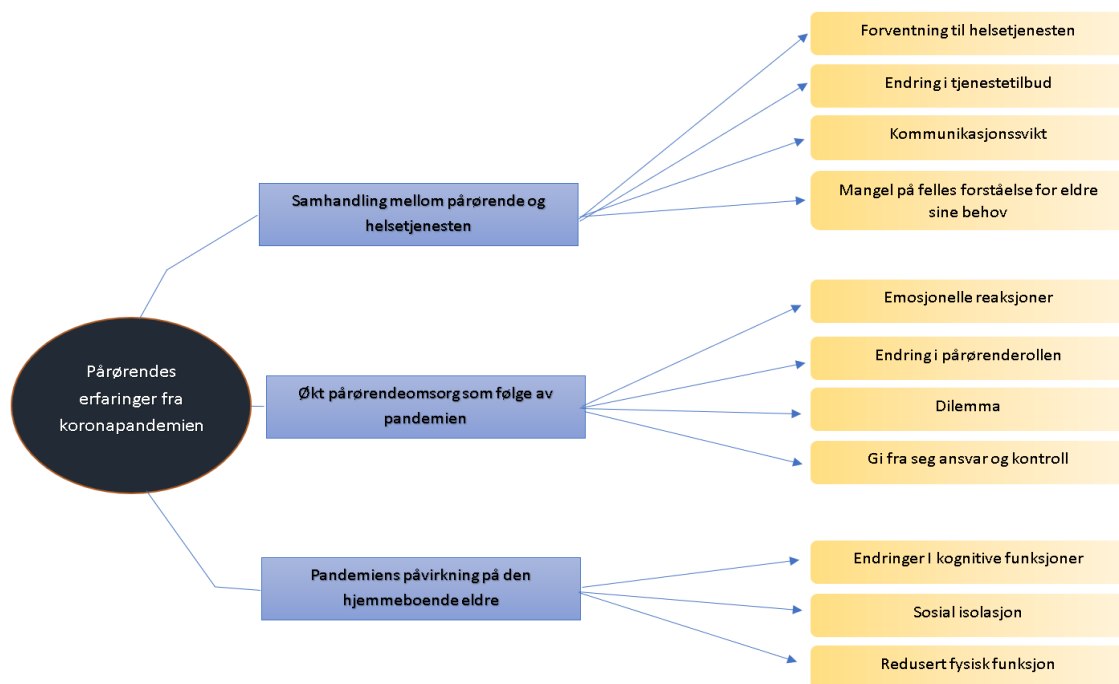 Pårørendes
erfaringer fra
koronapandemien
Samhandling mellom pårørende og
helsetjenesten
Forventning til helsetjenesten
Endring i tjenestetilbud
Kommunikasjonssvikt
Mangel på felles forståelse for eldre
sine behov
Økt pårørendeomsorg som følge av
pandemien
Emosjonelle reaksjoner
Endring i pårørenderollen
Dilemma
Gi fra seg ansvar og kontroll
Pandemiens påvirkning på den
hjemmeboende eldre
Endringer I kognitive funksjoner
Sosial isolasjon
Redusert fysisk funksjon